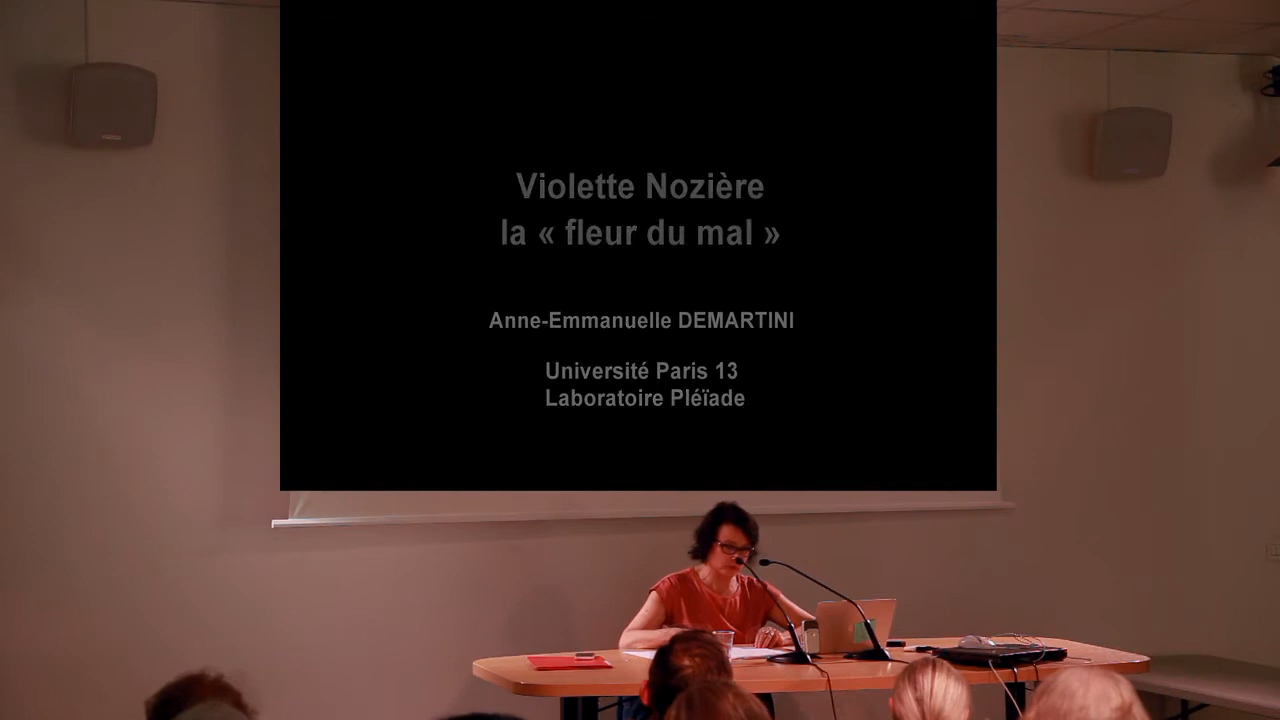 Violette Nozière
la « fleur du mal »
Anne-Emmanuelle DEMARTINI
Université Paris 13
Laboratoire Pléïade